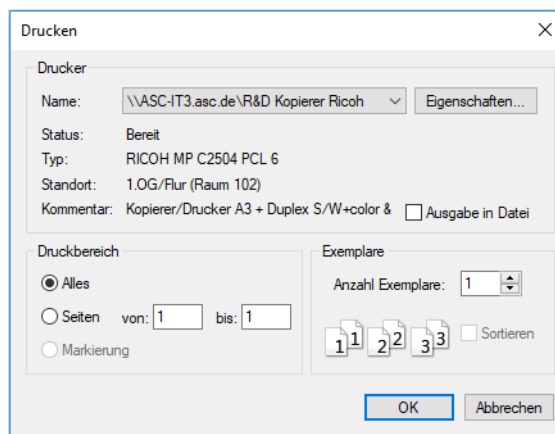 Drucken
Drucker
Name: \\ASC-IT3.asc.de\R&D Kopierer Ricoh Eigenschaften...
Status: Bereit
Typ: RICOH MP C2504 PCL 6
Standort: 1.OG/Flur (Raum 102)
Kommentar: Kopierer/Drucker A3 + Duplex S/W+color & Ausgabe in Datei
Druckbereich
Alles
Seiten von: 1 bis: 1
Markierung
Exemplare
Anzahl Exemplare: 1
1 1 2 2 3 3 Sortieren
OK Abbrechen